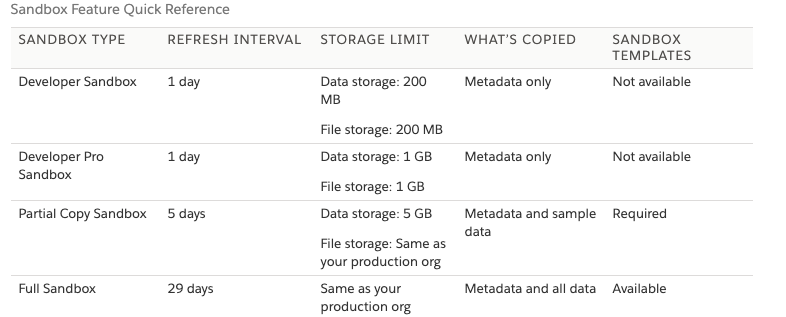 Sandbox Feature Quick Reference
SANDBOX TYPE REFRESH INTERVAL STORAGE LIMIT WHAT'S COPIED SANDBOX
TEMPLATES
Developer Sandbox 1 day Data storage: 200 Metadata only Not available
MB
File storage: 200 MB
Developer Pro 1 day Data storage: 1 GB Metadata only Not available
Sandbox
File storage: 1 GB
Partial Copy Sandbox 5 days Data storage: 5 GB Metadata and sample Required
data
File storage: Same as
your production org
Full Sandbox 29 days Same as your Metadata and all data Available
production org